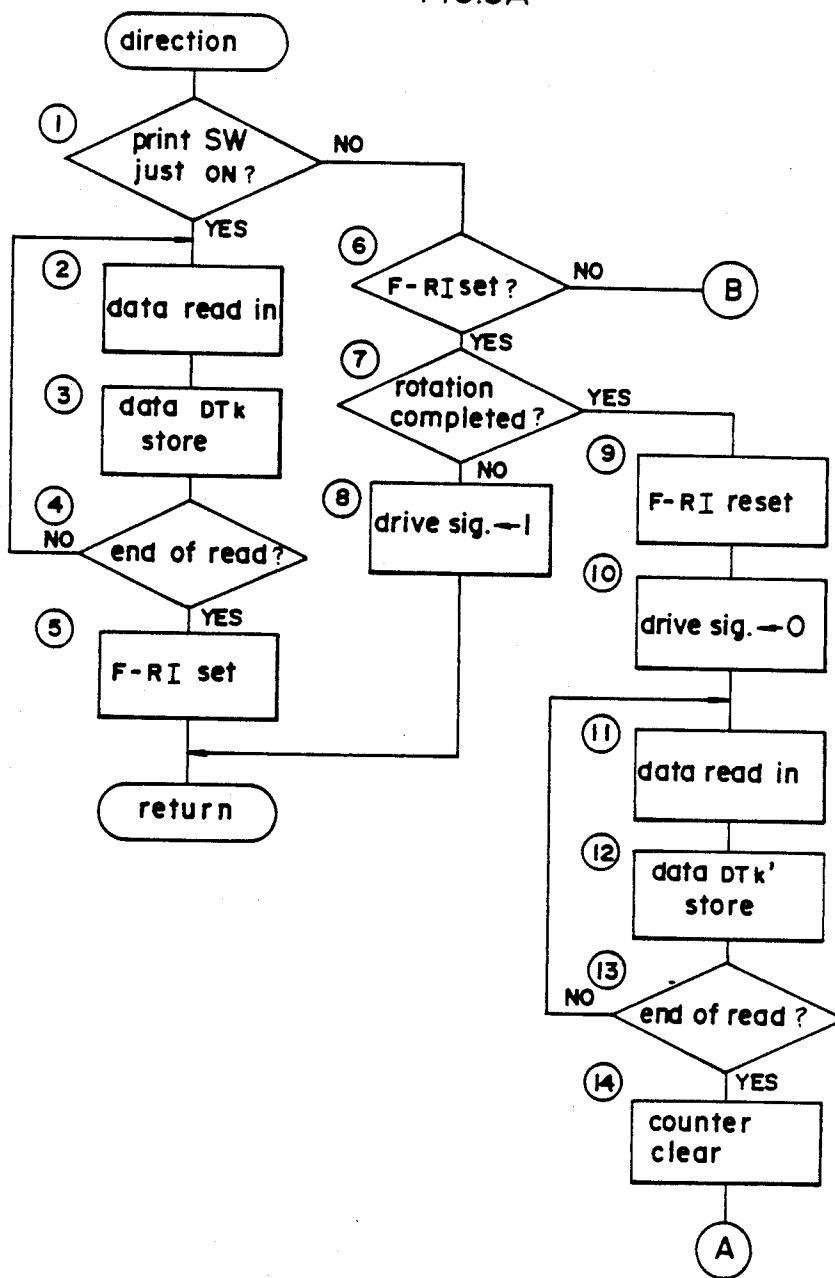 direction
1
print SW
just ON?
NO
YES
2
data read in
3
data DTk
store
4
NO
end of read?
YES
5
F-RI set
return
6
F-RI set?
NO
B
YES
7
rotation
completed?
YES
NO
8
drive sig.←1
9
F-RI reset
10
drive sig.←0
11
data read in
12
data DTk'
store
13
NO
end of read?
YES
14
counter
clear
A